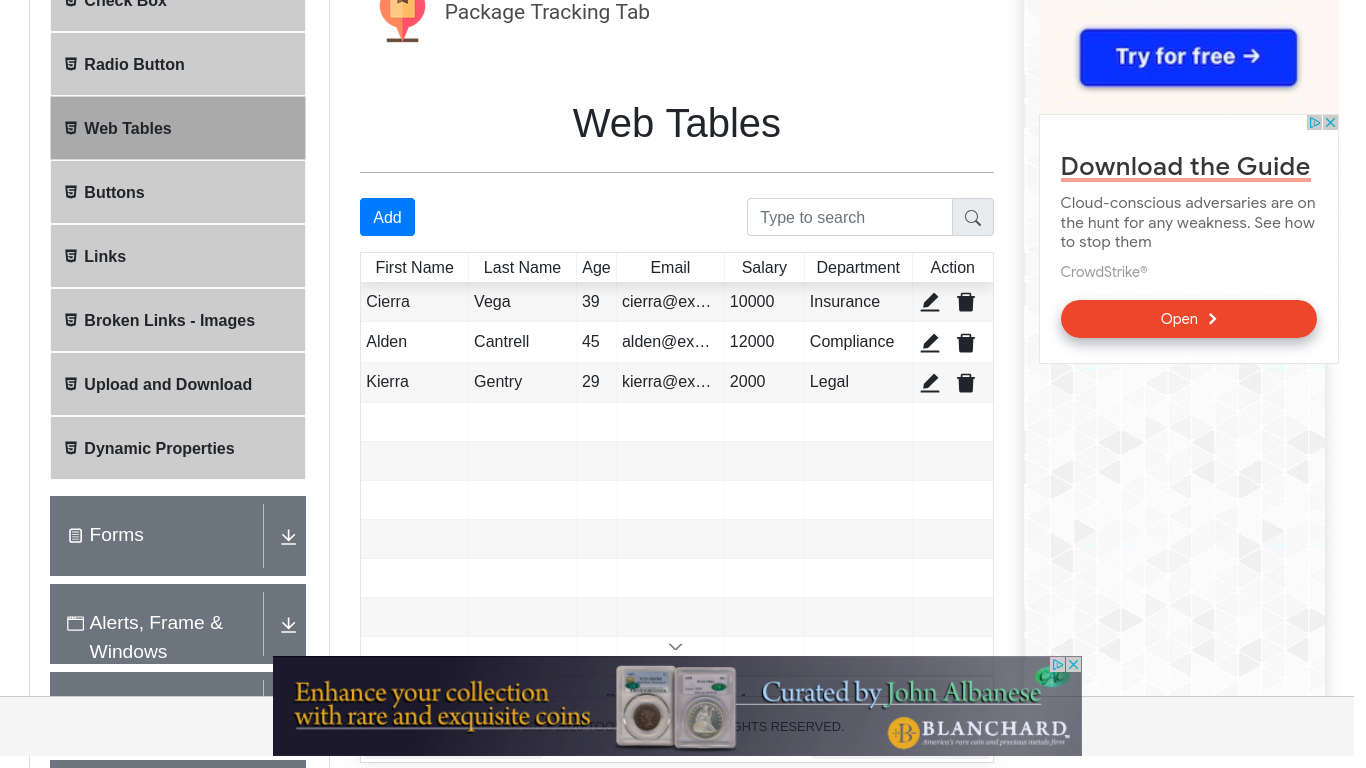 Check Box
Radio Button
Web Tables
Buttons
Links
Broken Links - Images
Upload and Download
Dynamic Properties
Forms
Alerts, Frame &
Windows
Package Tracking Tab
Web Tables
Add
Type to search
First Name Last Name Age Email Salary Department Action
Cierra Vega 39 cierra@ex… 10000 Insurance
Alden Cantrell 45 alden@ex… 12000 Compliance
Kierra Gentry 29 kierra@ex… 2000 Legal
Try for free →
Download the Guide
Cloud-conscious adversaries are on
the hunt for any weakness. See how
to stop them
CrowdStrike®
Open
Enhance your collection
with rare and exquisite coins
Curated by John Albanese
CAC
BLANCHARD
America's rare coin and precious metals firm
GHTS RESERVED.